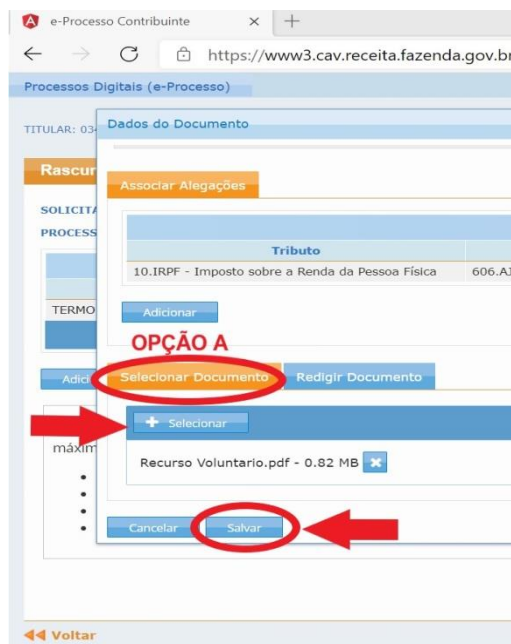 e-Processo Contribuinte
https://www3.cav.receita.fazenda.gov.br
Processos Digitais (e-Processo)
TITULAR: 03
Dados do Documento
Rascun
Associar Alegações
SOLICITA
PROCESS
Tributo
10.IRPF - Imposto sobre a Renda da Pessoa Física 606.A
TERMO
Adicionar
OPÇÃO A
Adici
Selecionar Documento Redigir Documento
+ Selecionar
máxim
Recurso Voluntario.pdf - 0.82 MB
Cancelar Salvar
Voltar